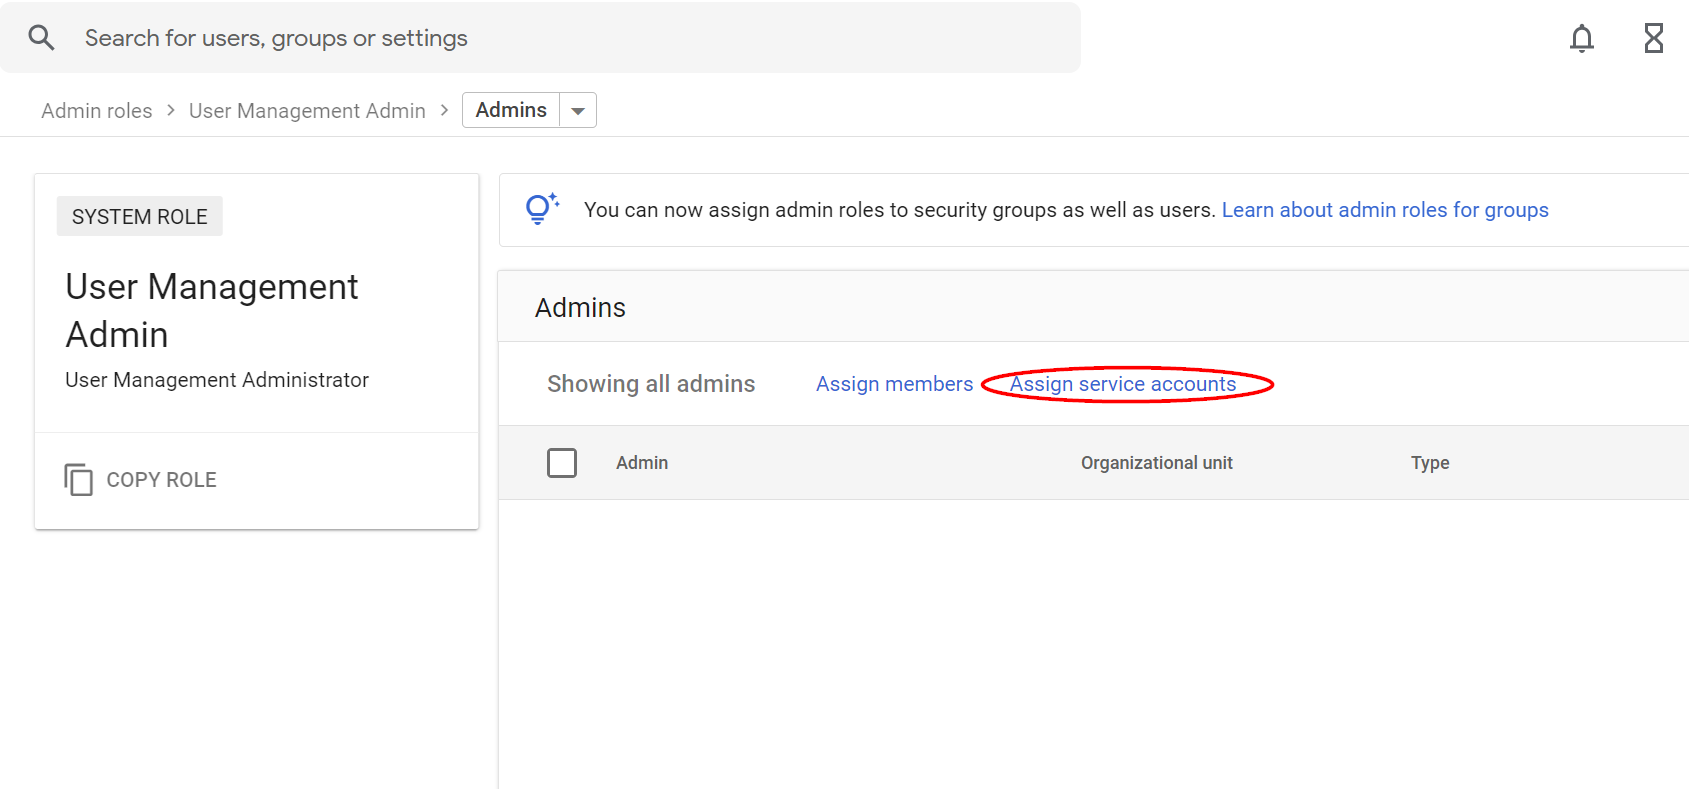 Search for users, groups or settings
Admin roles > User Management Admin > Admins
SYSTEM ROLE
User Management
Admin
User Management Administrator
COPY ROLE
You can now assign admin roles to security groups as well as users. Learn about admin roles for groups
Admins
Showing all admins Assign members Assign service accounts
Admin Organizational unit Type